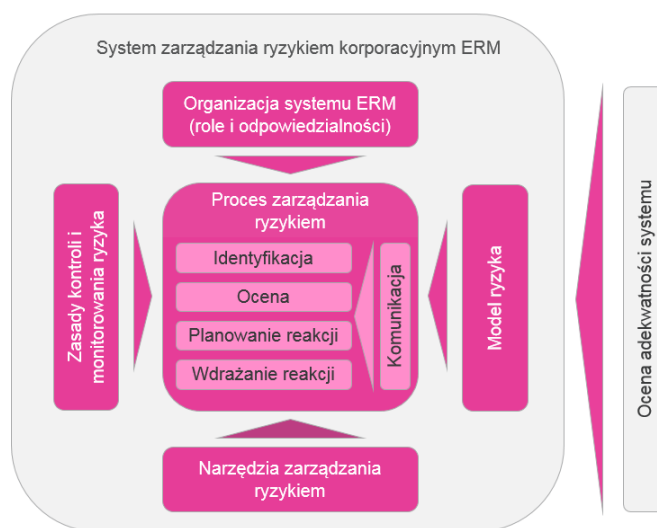 System zarządzania ryzykiem korporacyjnym ERM
Organizacja systemu ERM
(role i odpowiedzialności)
Zasady kontroli i
monitorowania ryzyka
Proces zarządzania
ryzykiem
Identyfikacja
Ocena
Planowanie reakcji
Wdrażanie reakcji
Komunikacja
Model ryzyka
Narzędzia zarządzania
ryzykiem
Ocena adekwatności systemu